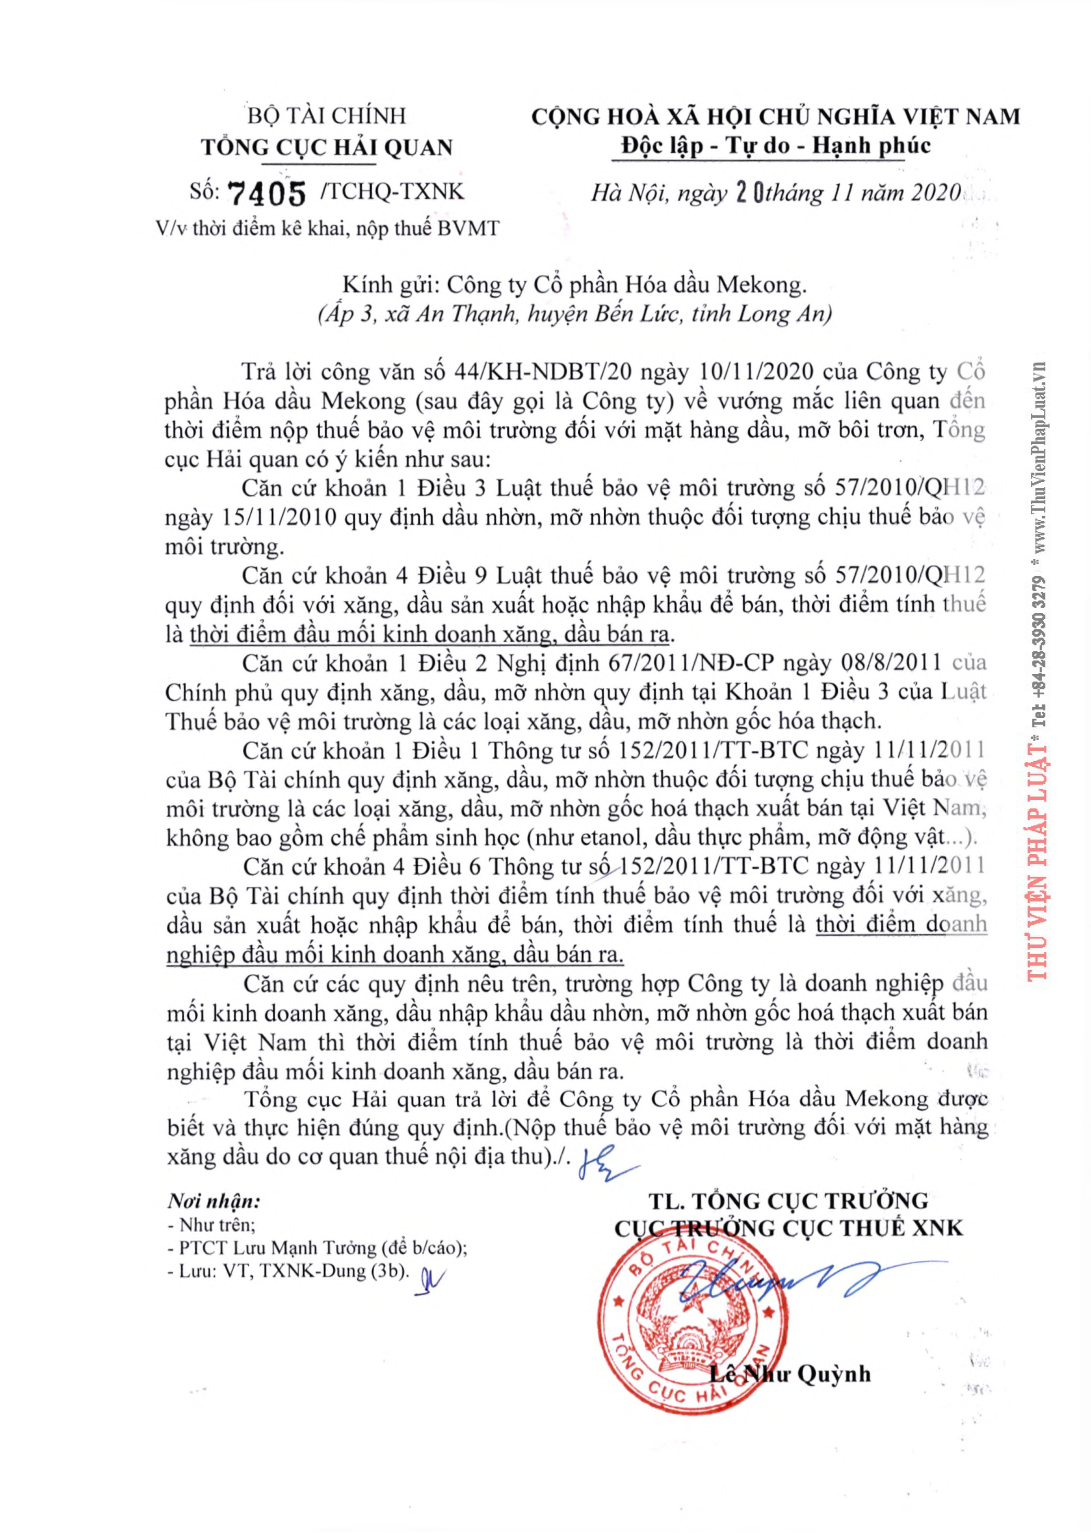 BỘ TÀI CHÍNH
TỔNG CỤC HẢI QUAN
CỘNG HOÀ XÃ HỘI CHỦ NGHĨA VIỆT NAM
Độc lập - Tự do - Hạnh phúc
Số: 7405 /TCHQ-TXNK
V/v thời điểm kê khai, nộp thuế BVMT
Hà Nội, ngày 20 tháng 11 năm 2020
Kính gửi: Công ty Cổ phần Hóa dầu Mekong.
(Ấp 3, xã An Thạnh, huyện Bến Lức, tỉnh Long An)
Trả lời công văn số 44/KH-NDBT/20 ngày 10/11/2020 của Công ty Cổ
phần Hóa dầu Mekong (sau đây gọi là Công ty) về vướng mắc liên quan đến
thời điểm nộp thuế bảo vệ môi trường đối với mặt hàng dầu, mỡ bôi trơn, Tổng
cục Hải quan có ý kiến như sau:
Căn cứ khoản 1 Điều 3 Luật thuế bảo vệ môi trường số 57/2010/QH12
ngày 15/11/2010 quy định dầu nhờn, mỡ nhờn thuộc đối tượng chịu thuế bảo vệ
môi trường.
Căn cứ khoản 4 Điều 9 Luật thuế bảo vệ môi trường số 57/2010/QH12
quy định đối với xăng, dầu sản xuất hoặc nhập khẩu để bán, thời điểm tính thuế
là thời điểm đầu mối kinh doanh xăng, dầu bán ra.
Căn cứ khoản 1 Điều 2 Nghị định 67/2011/NĐ-CP ngày 08/8/2011 của
Chính phủ quy định xăng, dầu, mỡ nhờn quy định tại Khoản 1 Điều 3 của Luật
Thuế bảo vệ môi trường là các loại xăng, dầu, mỡ nhờn gốc hóa thạch.
Căn cứ khoản 1 Điều 1 Thông tư số 152/2011/TT-BTC ngày 11/11/2011
của Bộ Tài chính quy định xăng, dầu, mỡ nhờn thuộc đối tượng chịu thuế bảo vệ
môi trường là các loại xăng, dầu, mỡ nhờn gốc hoá thạch xuất bán tại Việt Nam,
không bao gồm chế phẩm sinh học (như etanol, dầu thực phẩm, mỡ động vật...).
Căn cứ khoản 4 Điều 6 Thông tư số 152/2011/TT-BTC ngày 11/11/2011
của Bộ Tài chính quy định thời điểm tính thuế bảo vệ môi trường đối với xăng,
dầu sản xuất hoặc nhập khẩu để bán, thời điểm tính thuế là thời điểm doanh
nghiệp đầu mối kinh doanh xăng, dầu bán ra.
Căn cứ các quy định nêu trên, trường hợp Công ty là doanh nghiệp đầu
mối kinh doanh xăng, dầu nhập khẩu dầu nhờn, mỡ nhờn gốc hoá thạch xuất bán
tại Việt Nam thì thời điểm tính thuế bảo vệ môi trường là thời điểm doanh
nghiệp đầu mối kinh doanh xăng, dầu bán ra.
Tổng cục Hải quan trả lời để Công ty Cổ phần Hóa dầu Mekong được
biết và thực hiện đúng quy định.(Nộp thuế bảo vệ môi trường đối với mặt hàng
xăng dầu do cơ quan thuế nội địa thu)./.
Nơi nhận:
- Như trên;
- PTCT Lưu Mạnh Tưởng (để b/cáo);
- Lưu: VT, TXNK-Dung (3b).
TL. TỔNG CỤC TRƯỞNG
CỤC TRƯỞNG CỤC THUẾ XNK
BỘ TÀI CHÍNH
TỔNG CỤC HẢI QUAN
Lê Như Quỳnh
THƯ VIỆN PHÁP LUẬT * Tel: +84-28-3930 3279 * www.ThuVienPhapLuat.vn